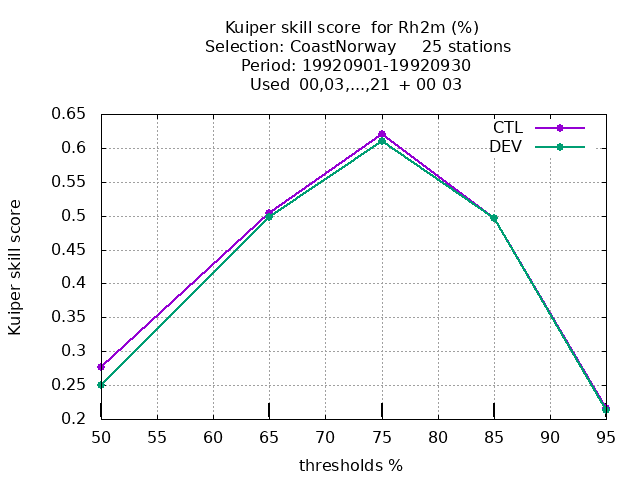 Kuiper skill score  for Rh2m (%)
Selection: CoastNorway     25 stations
Period: 19920901-19920930
Used  00,03,...,21  + 00 03
CTL
DEV
Kuiper skill score
0.65
0.6
0.55
0.5
0.45
0.4
0.35
0.3
0.25
0.2
50 55 60 65 70 75 80 85 90 95
thresholds %